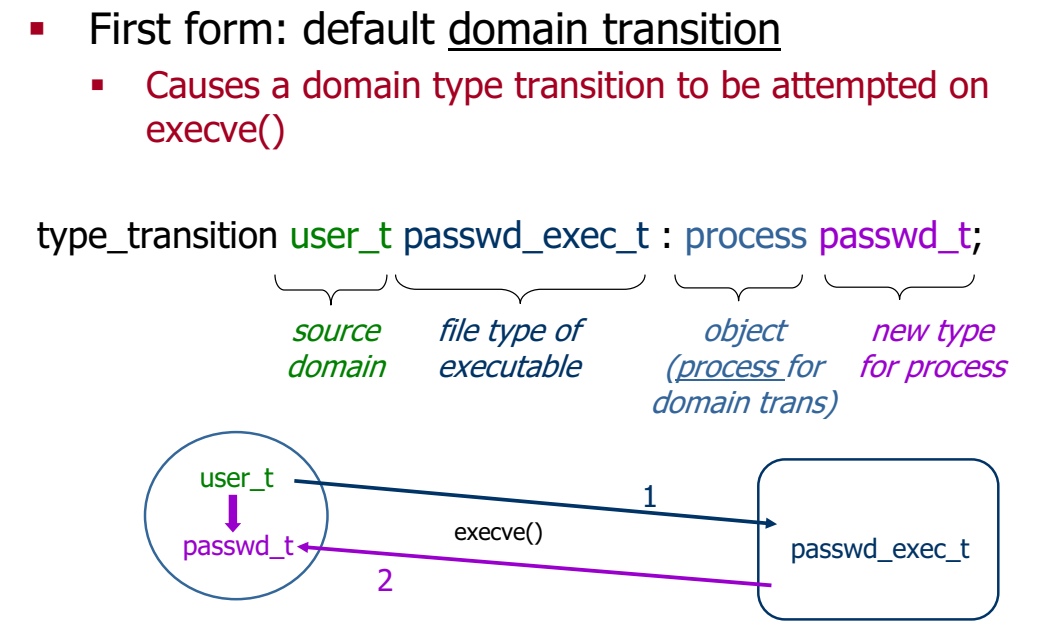 First form: default domain transition
Causes a domain type transition to be attempted on
execve()
type_transition user_t passwd_exec_t : process passwd_t;
source
domain
file type of
executable
object
(process for
domain trans)
new type
for process
user_t
passwd_t
1
execve()
2
passwd_exec_t